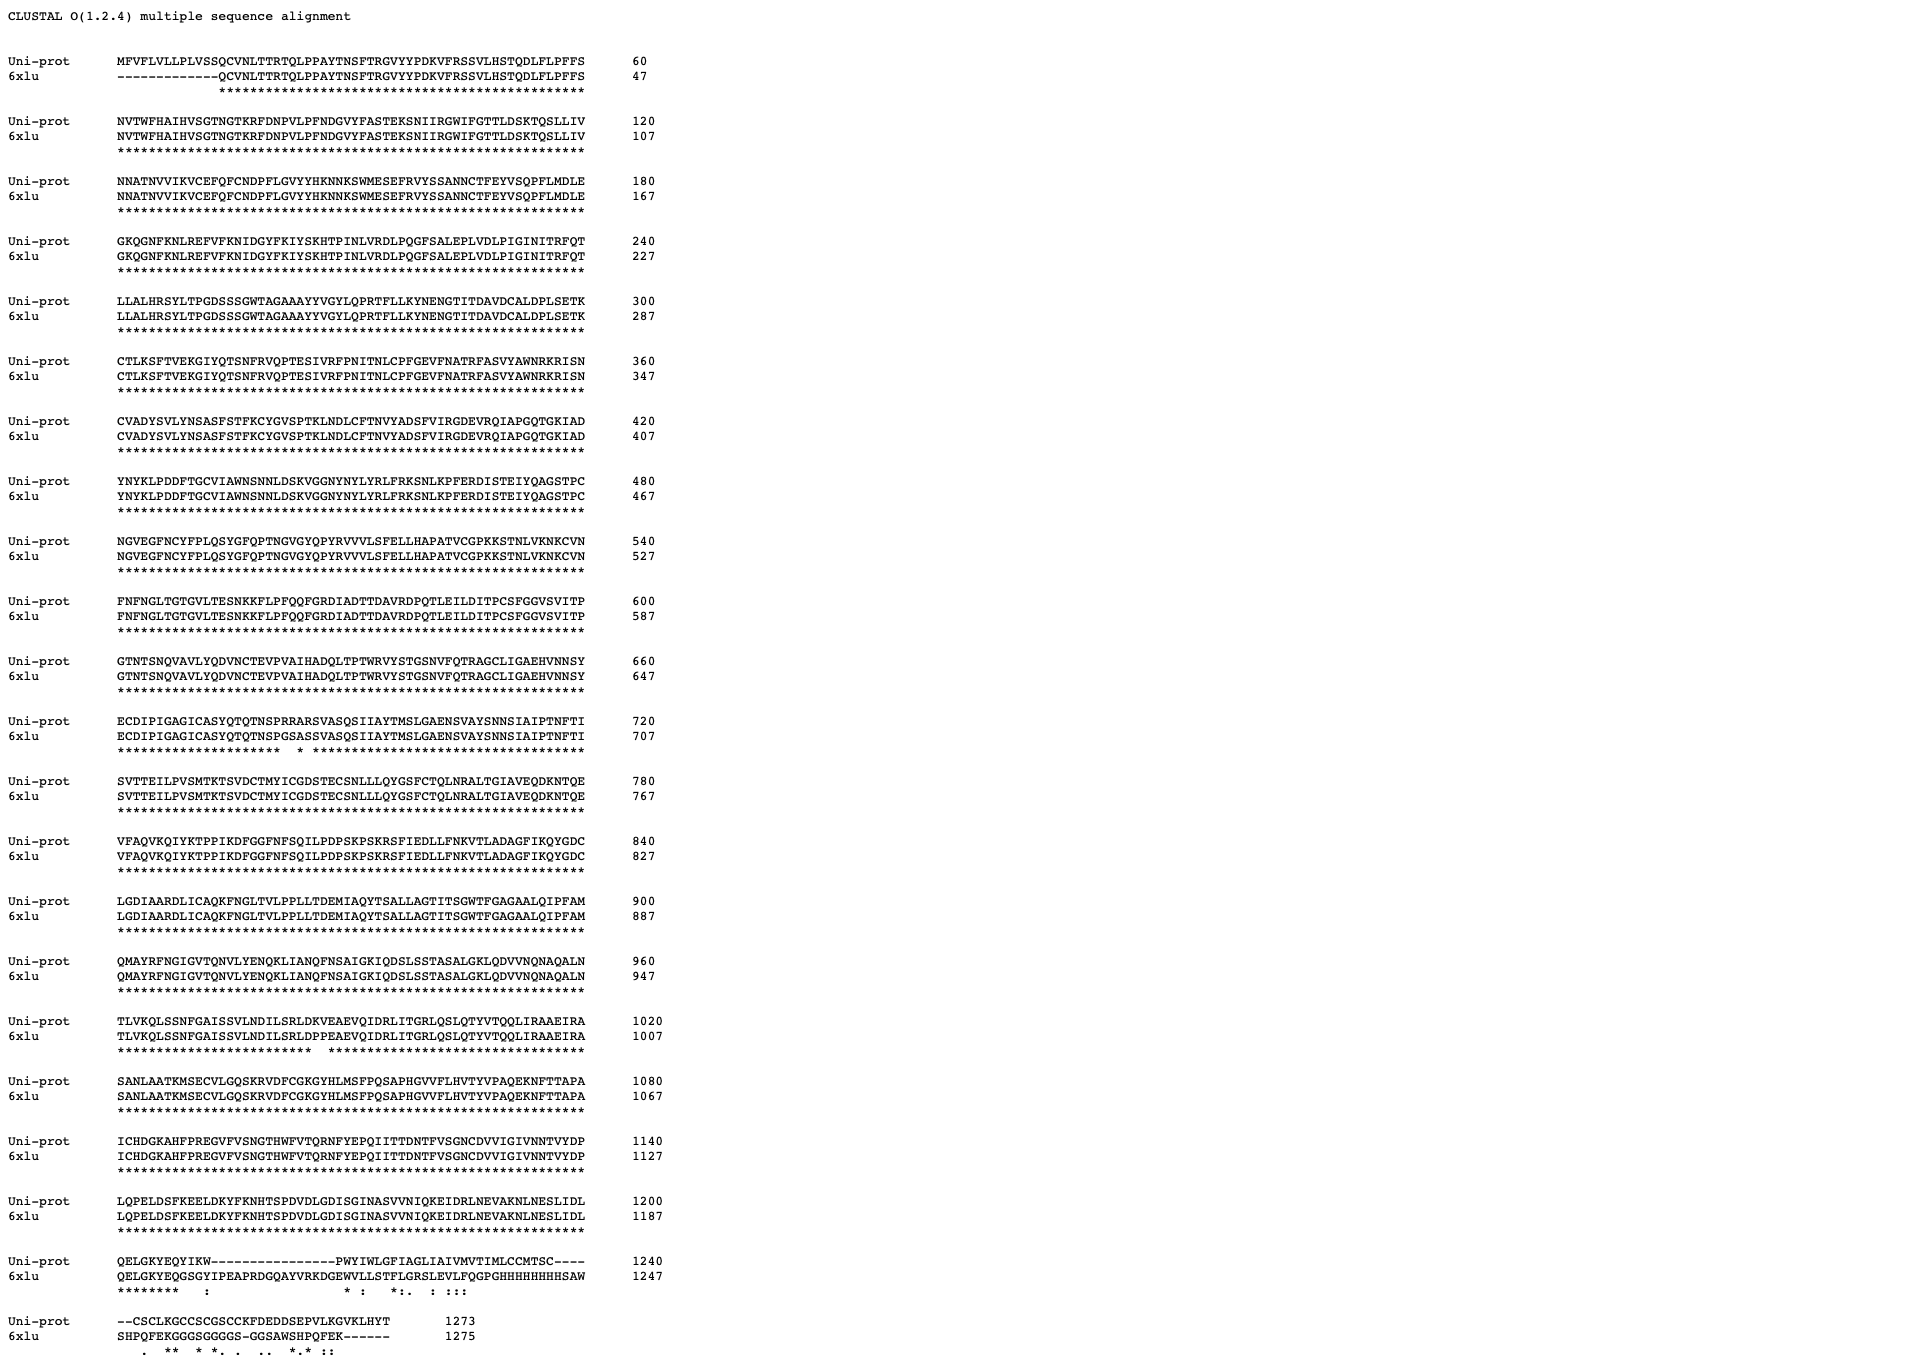 CLUSTAL O(1.2.4) multiple sequence alignment
Uni-prot MFVFLVLLPLVSSQCVNLTTRTQLPPAYTNSFTRGVYYPDKVFRSSVLHSTQDLFLPFFS 60
6xlu -------------QCVNLTTRTQLPPAYTNSFTRGVYYPDKVFRSSVLHSTQDLFLPFFS 47
***********************************************
Uni-prot NVTWFHAIHVSGTNGTKRFDNPVLPFNDGVYFASTEKSNIIRGWIFGTTLDSKTQSLLIV 120
6xlu NVTWFHAIHVSGTNGTKRFDNPVLPFNDGVYFASTEKSNIIRGWIFGTTLDSKTQSLLIV 107
************************************************************
Uni-prot NNATNVVIKVCEFQFCNDPFLGVYYHKNNKSWMESEFRVYSSANNCTFEYVSQPFLMDLE 180
6xlu NNATNVVIKVCEFQFCNDPFLGVYYHKNNKSWMESEFRVYSSANNCTFEYVSQPFLMDLE 167
************************************************************
Uni-prot GKQGNFKNLREFVFKNIDGYFKIYSKHTPINLVRDLPQGFSALEPLVDLPIGINITRFQT 240
6xlu GKQGNFKNLREFVFKNIDGYFKIYSKHTPINLVRDLPQGFSALEPLVDLPIGINITRFQT 227
************************************************************
Uni-prot LLALHRSYLTPGDSSSGWTAGAAAYYVGYLQPRTFLLKYNENGTITDAVDCALDPLSETK 300
6xlu LLALHRSYLTPGDSSSGWTAGAAAYYVGYLQPRTFLLKYNENGTITDAVDCALDPLSETK 287
************************************************************
Uni-prot CTLKSFTVEKGIYQTSNFRVQPTESIVRFPNITNLCPFGEVFNATRFASVYAWNRKRISN 360
6xlu CTLKSFTVEKGIYQTSNFRVQPTESIVRFPNITNLCPFGEVFNATRFASVYAWNRKRISN 347
************************************************************
Uni-prot CVADYSVLYNSASFSTFKCYGVSPTKLNDLCFTNVYADSFVIRGDEVRQIAPGQTGKIAD 420
6xlu CVADYSVLYNSASFSTFKCYGVSPTKLNDLCFTNVYADSFVIRGDEVRQIAPGQTGKIAD 407
************************************************************
Uni-prot YNYKLPDDFTGCVIAWNSNNLDSKVGGNYNYLYRLFRKSNLKPFERDISTEIYQAGSTPC 480
6xlu YNYKLPDDFTGCVIAWNSNNLDSKVGGNYNYLYRLFRKSNLKPFERDISTEIYQAGSTPC 467
************************************************************
Uni-prot NGVEGFNCYFPLQSYGFQPTNGVGYQPYRVVVLSFELLHAPATVCGPKKSTNLVKNKCVN 540
6xlu NGVEGFNCYFPLQSYGFQPTNGVGYQPYRVVVLSFELLHAPATVCGPKKSTNLVKNKCVN 527
************************************************************
Uni-prot FNFNGLTGTGVLTESNKKFLPFQQFGRDIADTTDAVRDPQTLEILDITPCSFGGVSVITP 600
6xlu FNFNGLTGTGVLTESNKKFLPFQQFGRDIADTTDAVRDPQTLEILDITPCSFGGVSVITP 587
************************************************************
Uni-prot GTNTSNQVAVLYQDVNCTEVPVAIHADQLTPTWRVYSTGSNVFQTRAGCLIGAEHVNNSY 660
6xlu GTNTSNQVAVLYQDVNCTEVPVAIHADQLTPTWRVYSTGSNVFQTRAGCLIGAEHVNNSY 647
************************************************************
Uni-prot ECDIPIGAGICASYQTQTNSPRRARSVASQSIIAYTMSLGAENSVAYSNNSIAIPTNFTI 720
6xlu ECDIPIGAGICASYQTQTNSPGSASSVASQSIIAYTMSLGAENSVAYSNNSIAIPTNFTI 707
*********************  * ***********************************
Uni-prot SVTTEILPVSMTKTSVDCTMYICGDSTECSNLLLQYGSFCTQLNRALTGIAVEQDKNTQE 780
6xlu SVTTEILPVSMTKTSVDCTMYICGDSTECSNLLLQYGSFCTQLNRALTGIAVEQDKNTQE 767
************************************************************
Uni-prot VFAQVKQIYKTPPIKDFGGFNFSQILPDPSKPSKRSFIEDLLFNKVTLADAGFIKQYGDC 840
6xlu VFAQVKQIYKTPPIKDFGGFNFSQILPDPSKPSKRSFIEDLLFNKVTLADAGFIKQYGDC 827
************************************************************
Uni-prot LGDIAARDLICAQKFNGLTVLPPLLTDEMIAQYTSALLAGTITSGWTFGAGAALQIPFAM 900
6xlu LGDIAARDLICAQKFNGLTVLPPLLTDEMIAQYTSALLAGTITSGWTFGAGAALQIPFAM 887
************************************************************
Uni-prot QMAYRFNGIGVTQNVLYENQKLIANQFNSAIGKIQDSLSSTASALGKLQDVVNQNAQALN 960
6xlu QMAYRFNGIGVTQNVLYENQKLIANQFNSAIGKIQDSLSSTASALGKLQDVVNQNAQALN 947
************************************************************
Uni-prot TLVKQLSSNFGAISSVLNDILSRLDKVEAEVQIDRLITGRLQSLQTYVTQQLIRAAEIRA 1020
6xlu TLVKQLSSNFGAISSVLNDILSRLDPPEAEVQIDRLITGRLQSLQTYVTQQLIRAAEIRA 1007
*************************  *********************************
Uni-prot SANLAATKMSECVLGQSKRVDFCGKGYHLMSFPQSAPHGVVFLHVTYVPAQEKNFTTAPA 1080
6xlu SANLAATKMSECVLGQSKRVDFCGKGYHLMSFPQSAPHGVVFLHVTYVPAQEKNFTTAPA 1067
************************************************************
Uni-prot ICHDGKAHFPREGVFVSNGTHWFVTQRNFYEPQIITTDNTFVSGNCDVVIGIVNNTVYDP 1140
6xlu ICHDGKAHFPREGVFVSNGTHWFVTQRNFYEPQIITTDNTFVSGNCDVVIGIVNNTVYDP 1127
************************************************************
Uni-prot LQPELDSFKEELDKYFKNHTSPDVDLGDISGINASVVNIQKEIDRLNEVAKNLNESLIDL 1200
6xlu LQPELDSFKEELDKYFKNHTSPDVDLGDISGINASVVNIQKEIDRLNEVAKNLNESLIDL 1187
************************************************************
Uni-prot QELGKYEQYIKW----------------PWYIWLGFIAGLIAIVMVTIMLCCMTSC---- 1240
6xlu QELGKYEQGSGYIPEAPRDGQAYVRKDGEWVLLSTFLGRSLEVLFQGPGHHHHHHHHSAW 1247
********   :                 * :   *:.  : :::
Uni-prot --CSCLKGCCSCGSCCKFDEDDSEPVLKGVKLHYT 1273
6xlu SHPQFEKGGGSGGGGS-GGSAWSHPQFEK------ 1275
.  **  * *. .  ..  *.* ::